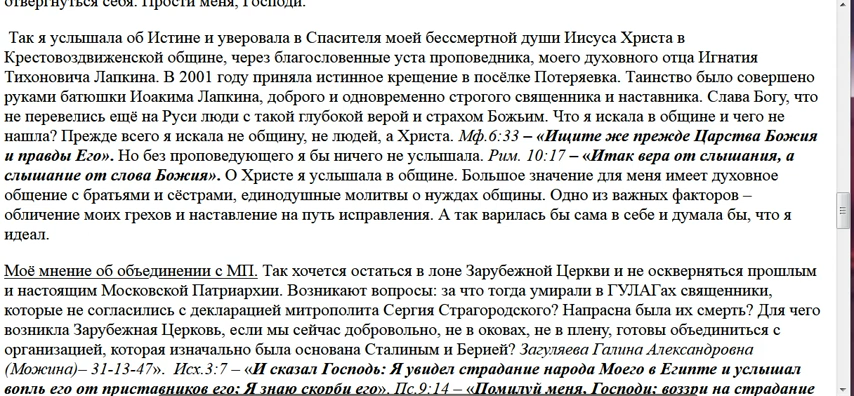 отвергнуться себя. Прости меня, Господи.
Так я услышала об Истине и уверовала в Спасителя моей бессмертной души Иисуса Христа в
Крестовоздвиженской общине, через благословенные уста проповедника, моего духовного отца Игнатия
Тихоновича Лапкина. В 2001 году приняла истинное крещение в посёлке Потеряевка. Таинство было совершено
руками батюшки Иоакима Лапкина, доброго и одновременно строгого священника и наставника. Слава Богу, что
не перевелись ещё на Руси люди с такой глубокой верой и страхом Божьим. Что я искала в общине и чего не
нашла? Прежде всего я искала не общину, не людей, а Христа. Мф.6:33 – «Ищите же прежде Царства Божия
и правды Его». Но без проповедующего я бы ничего не услышала. Рим. 10:17 – «Итак вера от слышания, а
слышание от слова Божия». О Христе я услышала в общине. Большое значение для меня имеет духовное
общение с братьями и сёстрами, единодушные молитвы о нуждах общины. Одно из важных факторов –
обличение моих грехов и наставление на путь исправления. А так варилась бы сама в себе и думала бы, что я
идеал.
Моё мнение об объединении с МП. Так хочется остаться в лоне Зарубежной Церкви и не оскверняться прошлым
и настоящим Московской Патриархии. Возникают вопросы: за что тогда умирали в ГУЛАГах священники,
которые не согласились с декларацией митрополита Сергия Страгородского? Напрасна была их смерть? Для чего
возникла Зарубежная Церковь, если мы сейчас добровольно, не в оковах, не в плену, готовы объединиться с
организацией, которая изначально была основана Сталиным и Берией? Загуляева Галина Александровна
(Можина)– 31-13-47». Исх.3:7 – «И сказал Господь: Я увидел страдание народа Моего в Египте и услышал
вопль его от приставников его; Я знаю скорби его». Пс.9:14 – «Помилуй меня, Господи; воззри на страдание